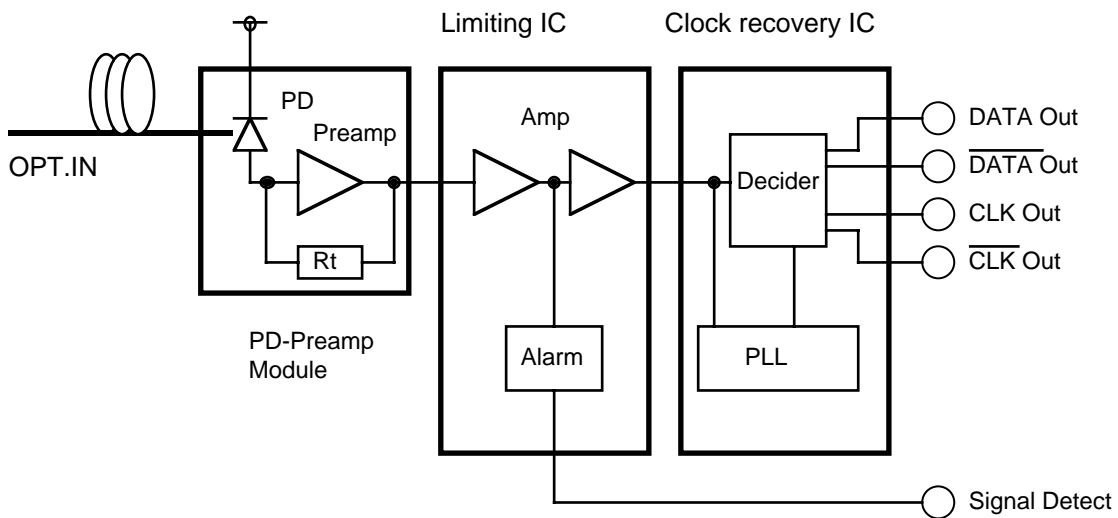 Limiting IC
Clock recovery IC
PD
Preamp
Amp
OPT.IN
Decider
DATA Out
DATA Out
CLK Out
CLK Out
Rt
PD-Preamp
Module
Alarm
PLL
Signal Detect